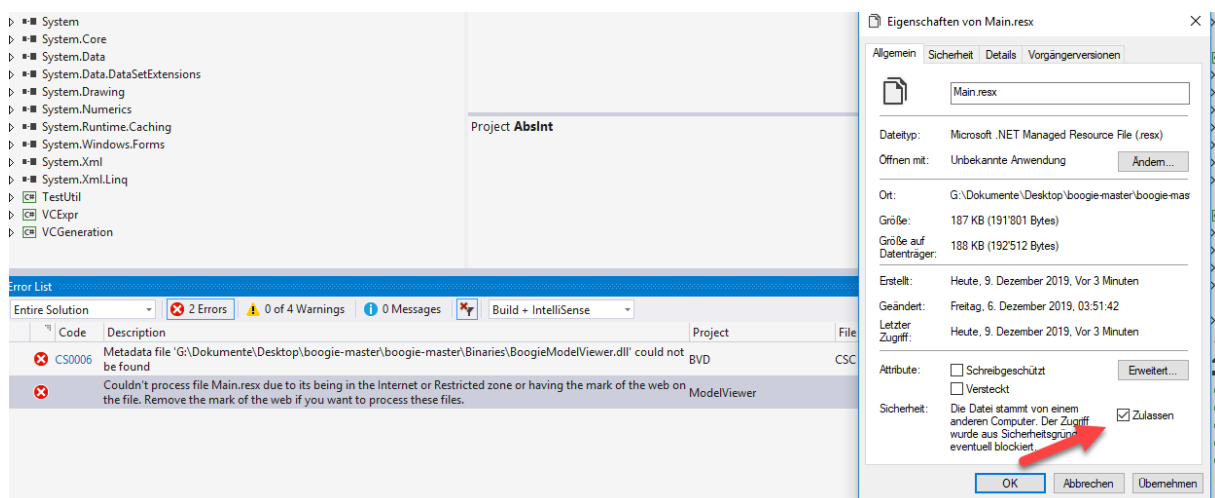 System
System.Core
System.Data
System.Data.DataSetExtensions
System.Drawing
System.Numerics
System.Runtime.Caching
System.Windows.Forms
System.Xml
System.Xml.Linq
C# TestUtil
C# VCExpr
C# VCGeneration
Project AbsInt
Error List
Entire Solution
2 Errors
0 of 4 Warnings
0 Messages
Build + IntelliSense
Code Description Project File
CS0006 Metadata file 'G:\Dokumente\Desktop\boogie-master\boogie-master\Binaries\BoogieModelViewer.dll' could not
be found
BVD CSC
Couldn't process file Main.resx due to its being in the Internet or Restricted zone or having the mark of the web on
the file. Remove the mark of the web if you want to process these files.
ModelViewer
Eigenschaften von Main.resx
Allgemein Sicherheit Details Vorgängerversionen
Main.resx
Dateityp: Microsoft .NET Managed Resource File (.resx)
Öffnen mit: Unbekannte Anwendung Ändern...
Ort: G:\Dokumente\Desktop\boogie-master\boogie-mas
Größe: 187 KB (191'801 Bytes)
Größe auf
Datenträger:
188 KB (192'512 Bytes)
Erstellt: Heute, 9. Dezember 2019, Vor 3 Minuten
Geändert: Freitag, 6. Dezember 2019, 03:51:42
Letzter
Zugriff:
Heute, 9. Dezember 2019, Vor 3 Minuten
Attribute: Schreibgeschützt Erweitert...
Versteckt
Sicherheit: Die Datei stammt von einem
anderen Computer. Der Zugriff
wurde aus Sicherheitsgründ
eventuell blockiert.
Zulassen
OK Abbrechen Übernehmen